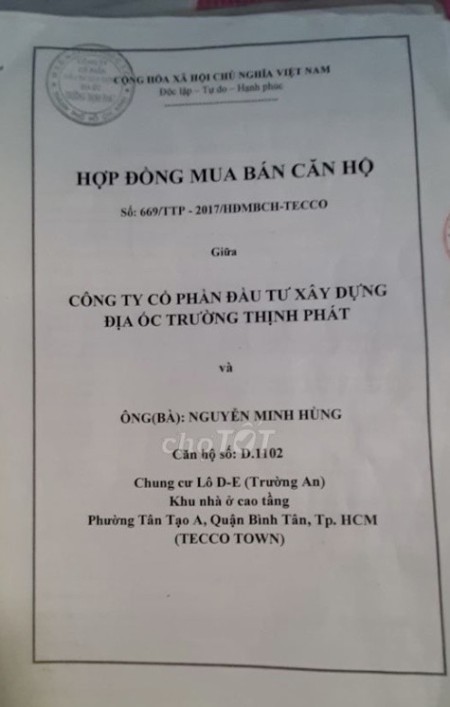 CỘNG HÒA XÃ HỘI CHỦ NGHĨA VIỆT NAM
Độc lập – Tự do – Hạnh phúc
HỢP ĐỒNG MUA BÁN CĂN HỘ
Số: 669/TTP - 2017/HĐMBCH-TECCO
Giữa
CÔNG TY CỔ PHẦN ĐẦU TƯ XÂY DỰNG
ĐỊA ỐC TRƯỜNG THỊNH PHÁT
và
ÔNG(BÀ): NGUYỄN MINH HÙNG
choTỐT
Căn hộ số: D.1102
Chung cư Lô D-E (Trường An)
Khu nhà ở cao tầng
Phường Tân Tạo A, Quận Bình Tân, Tp. HCM
(TECCO TOWN)